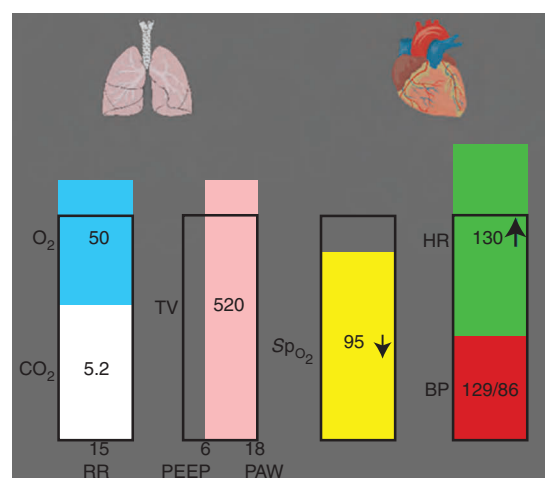 O2
50
CO2
5.2
15
RR
TV
520
6
18
PEEP
PAW
SpO2
95
HR
130
BP
129/86